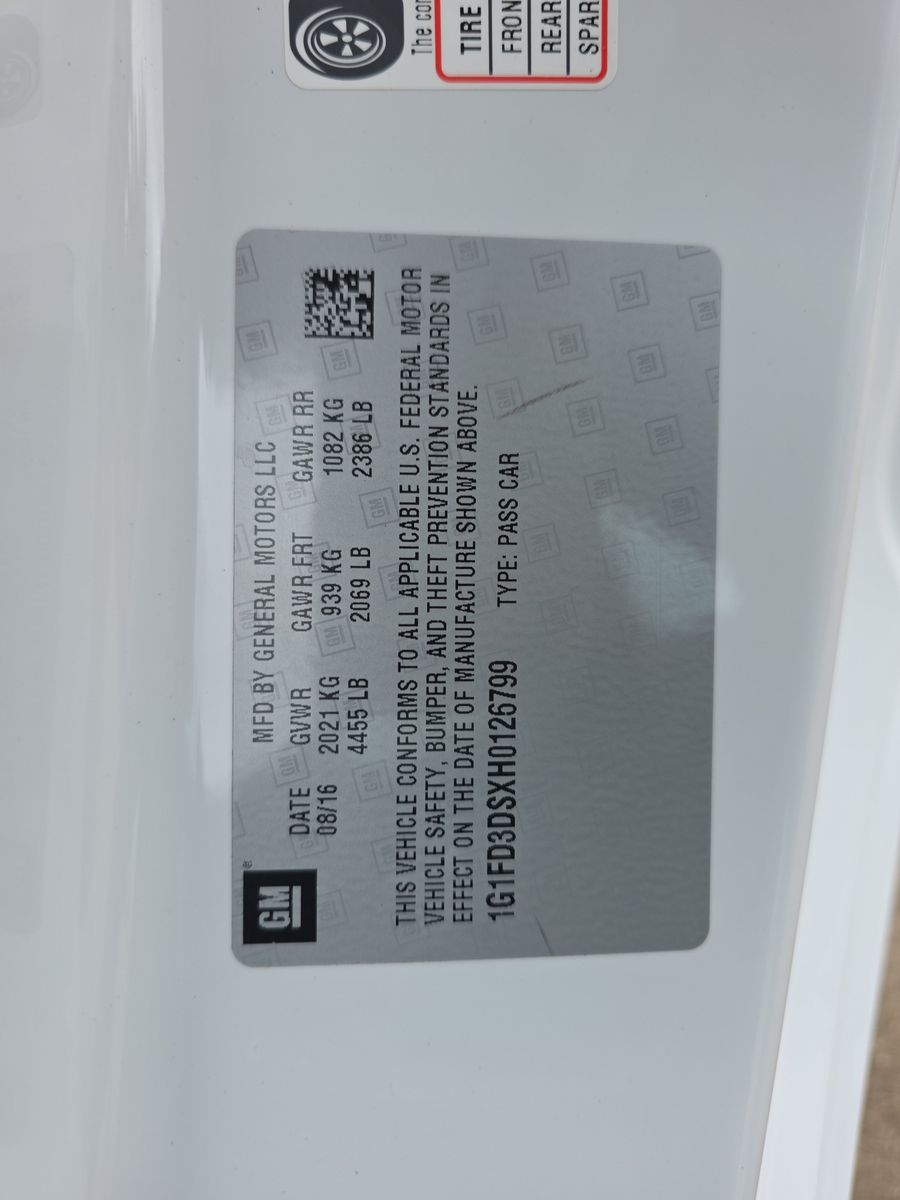 The cor
TIRE
FRON
REAR
SPAR
GM
®
MFD BY GENERAL MOTORS LLC
DATE GVWR GAWR FRT GAWR RR
08/16 2021 KG 939 KG 1082 KG
4455 LB 2069 LB 2386 LB
THIS VEHICLE CONFORMS TO ALL APPLICABLE U.S. FEDERAL MOTOR
VEHICLE SAFETY, BUMPER, AND THEFT PREVENTION STANDARDS IN
EFFECT ON THE DATE OF MANUFACTURE SHOWN ABOVE.
1G1FD3DSXH0126799 TYPE: PASS CAR